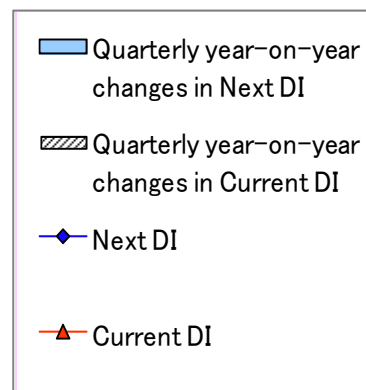 Quarterly year-on-year
changes in Next DI
Quarterly year-on-year
changes in Current DI
Next DI
Current DI